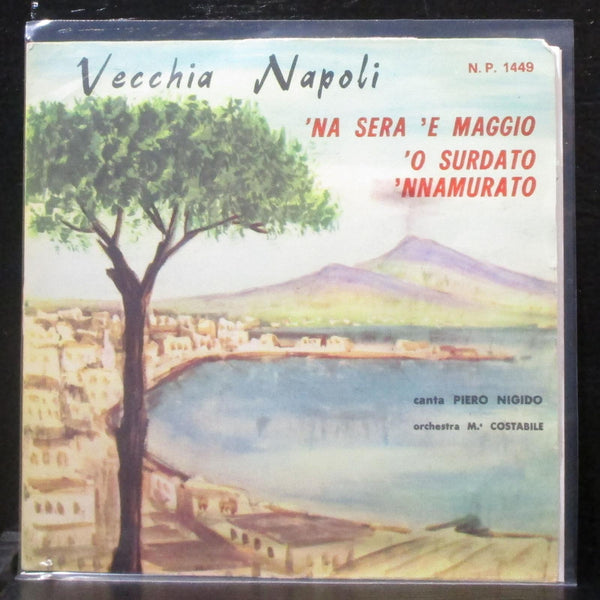 Vecchia Napoli
N. P. 1449
'NA SERA 'E MAGGIO
'O SURDATO
'NNAMURATO
canta PIERO NIGIDO
orchestra M.° COSTABILE